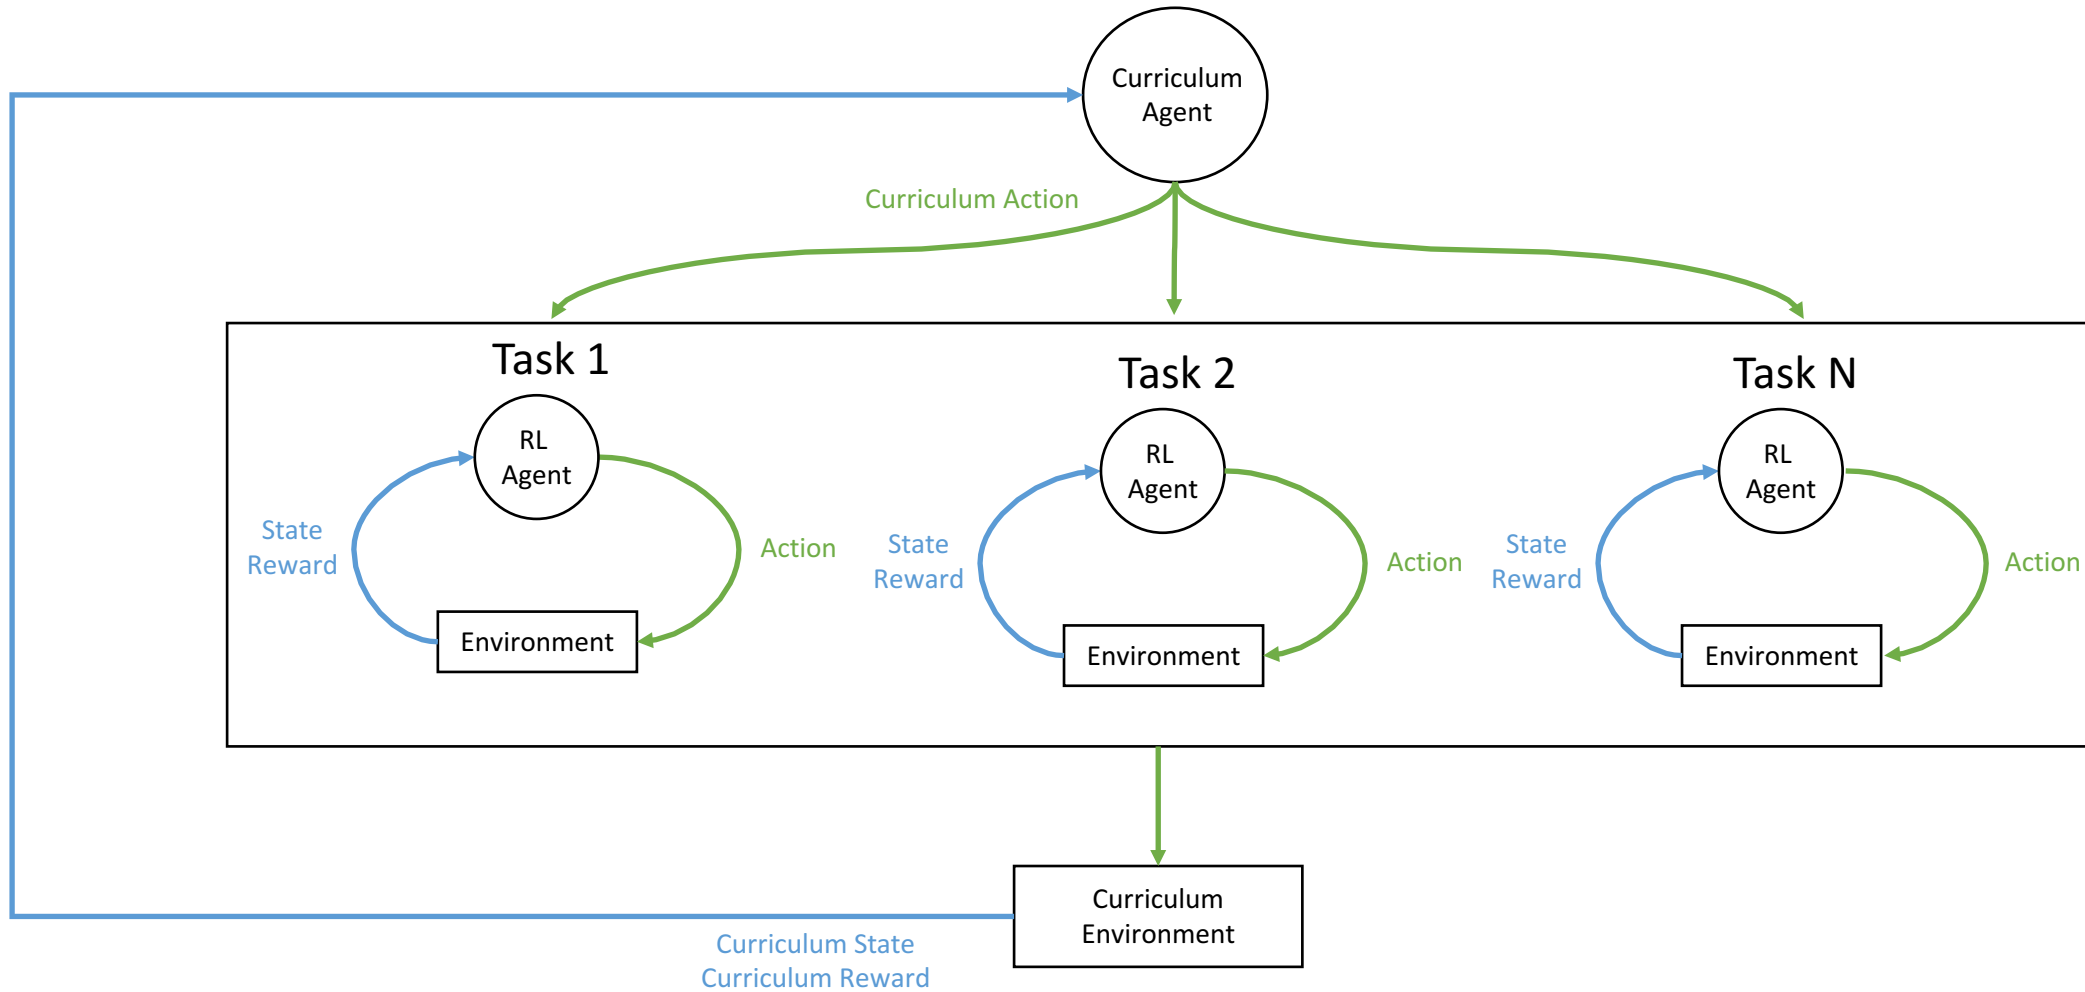 Curriculum
Agent
Curriculum Action
Task 1
RL
Agent
State
Reward
Action
Environment
Task 2
RL
Agent
State
Reward
Action
Environment
Task N
RL
Agent
State
Reward
Action
Environment
Curriculum
Environment
Curriculum State
Curriculum Reward